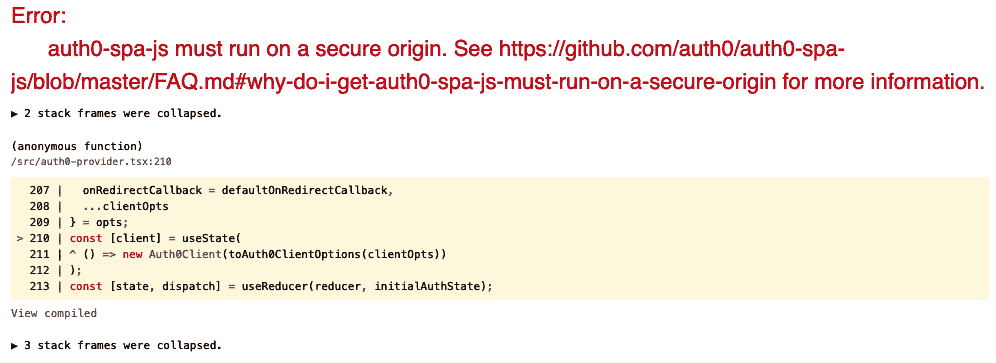 Error:
auth0-spa-js must run on a secure origin. See https://github.com/auth0/auth0-spa-
js/blob/master/FAQ.md#why-do-i-get-auth0-spa-js-must-run-on-a-secure-origin for more information.
▶ 2 stack frames were collapsed.
(anonymous function)
/src/auth0-provider.tsx:210
207 |   onRedirectCallback = defaultOnRedirectCallback,
208 |   ...clientOpts
209 | } = opts;
> 210 | const [client] = useState(
211 | ^ () => new Auth0Client(toAuth0ClientOptions(clientOpts))
212 | );
213 | const [state, dispatch] = useReducer(reducer, initialAuthState);
View compiled
▶ 3 stack frames were collapsed.